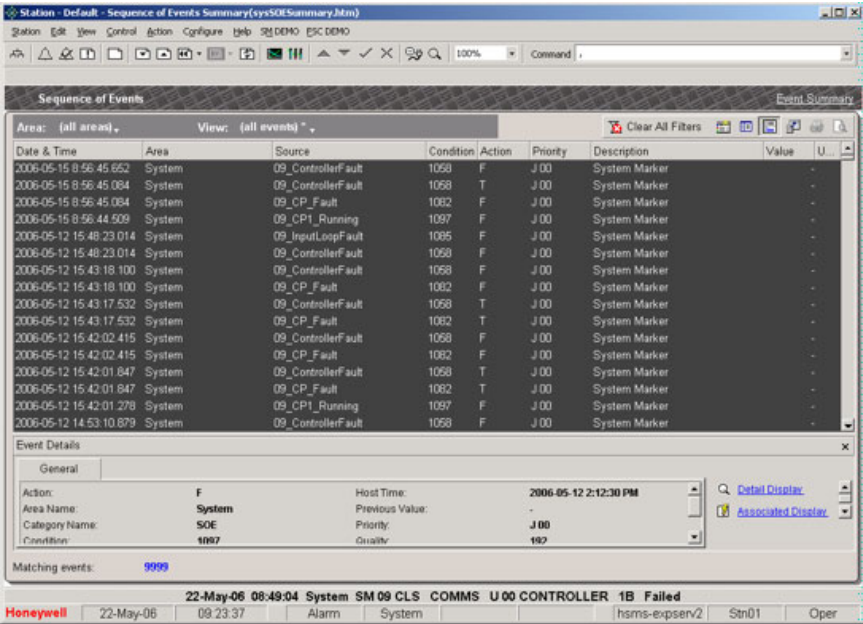 Station - Default - Sequence of Events Summary(sysSOESummary.htm)
Station Edit View Control Action Configure Help SM DEMO ESC DEMO
100% Command
Sequence of Events Event Summary
Area: (all areas) View: (all events) * Clear All Filters
Date & Time Area Source Condition Action Priority Description Value U...
2006-05-15 8:56:45.652 System 09_ControllerFault 1058 F J 00 System Marker -
2006-05-15 8:56:45.084 System 09_ControllerFault 1058 T J 00 System Marker -
2006-05-15 8:56:45.084 System 09_CP_Fault 1082 F J 00 System Marker -
2006-05-15 8:56:44.509 System 09_CP1_Running 1097 F J 00 System Marker -
2006-05-12 15:48:23.014 System 09_InputLoopFault 1085 F J 00 System Marker -
2006-05-12 15:48:23.014 System 09_ControllerFault 1058 F J 00 System Marker -
2006-05-12 15:43:18.100 System 09_ControllerFault 1058 F J 00 System Marker -
2006-05-12 15:43:18.100 System 09_CP_Fault 1082 F J 00 System Marker -
2006-05-12 15:43:17.532 System 09_ControllerFault 1058 T J 00 System Marker -
2006-05-12 15:43:17.532 System 09_CP_Fault 1082 T J 00 System Marker -
2006-05-12 15:42:02.415 System 09_ControllerFault 1058 F J 00 System Marker -
2006-05-12 15:42:02.415 System 09_CP_Fault 1082 F J 00 System Marker -
2006-05-12 15:42:01.847 System 09_ControllerFault 1058 T J 00 System Marker -
2006-05-12 15:42:01.847 System 09_CP_Fault 1082 T J 00 System Marker -
2006-05-12 15:42:01.278 System 09_CP1_Running 1097 F J 00 System Marker -
2006-05-12 14:53:10.879 System 09_ControllerFault 1058 F J 00 System Marker -
Event Details
General
Action: F Host Time: 2006-05-12 2:12:30 PM Detail Display
Area Name: System Previous Value: - Associated Display
Category Name: SOE Priority: J 00
Condition: 1097 Quality: 192
Matching events: 9999
22-May-06 08:49:04 System SM 09 CLS COMMS U 00 CONTROLLER 1B Failed
Honeywell 22-May-06 09:23:37 Alarm System hsms-expserv2 Stn01 Oper